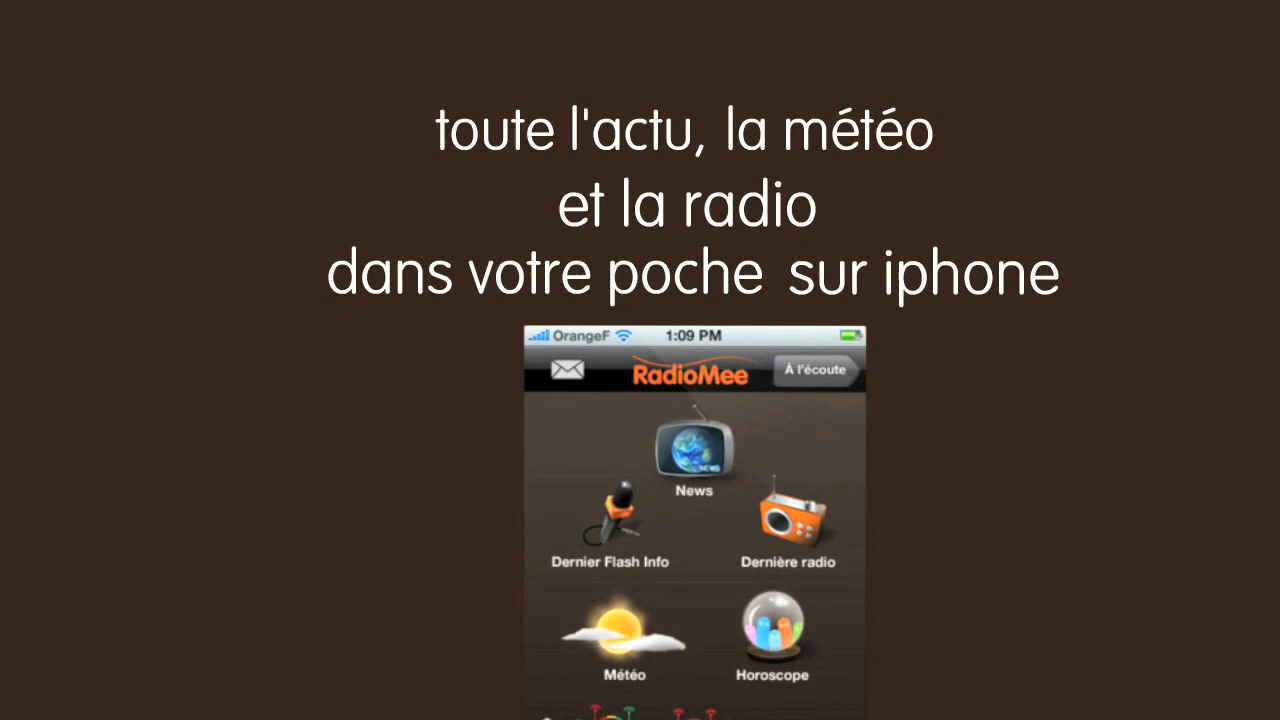 toute l'actu, la météo
et la radio
dans votre poche sur iphone
OrangeF 1:09 PM
RadioMee À l'écoute
NEWS
News
Dernier Flash Info Dernière radio
Météo Horoscope